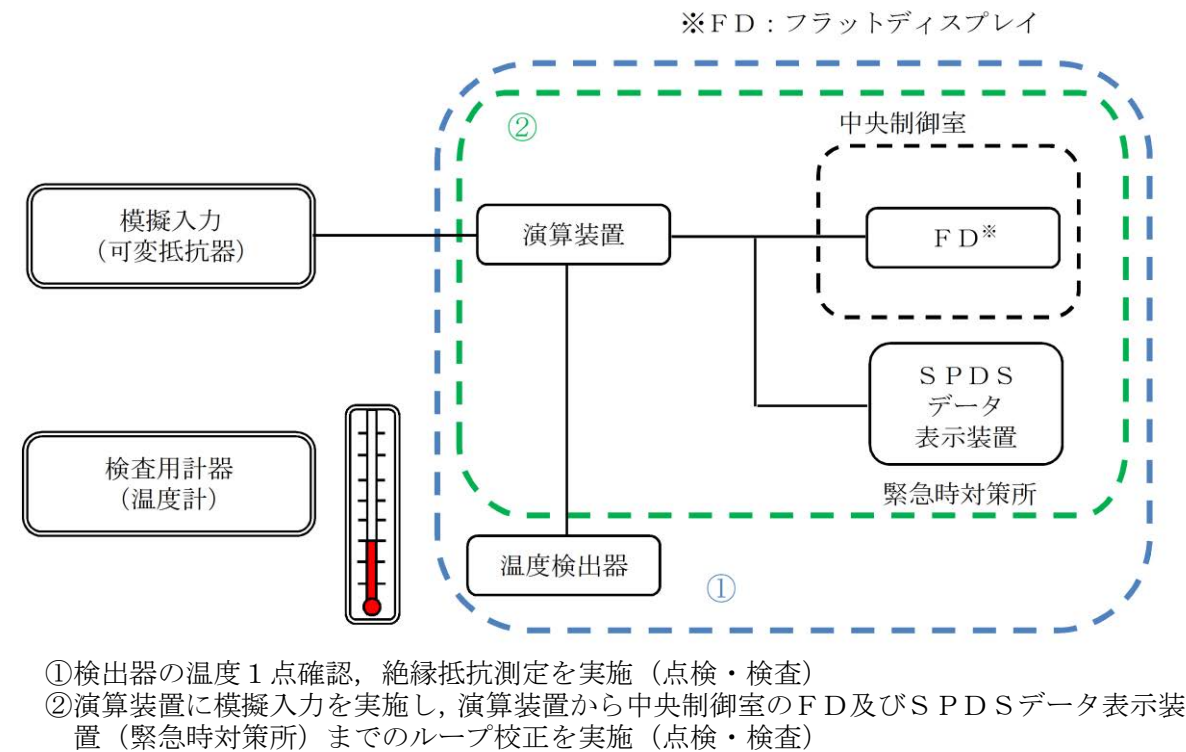 ※ＦＤ：フラットディスプレイ
②
中央制御室
模擬入力
（可変抵抗器）
演算装置
ＦＤ※
ＳＰＤＳ
データ
表示装置
検査用計器
（温度計）
緊急時対策所
温度検出器
①
①検出器の温度１点確認，絶縁抵抗測定を実施（点検・検査）
②演算装置に模擬入力を実施し，演算装置から中央制御室のＦＤ及びＳＰＤＳデータ表示装
置（緊急時対策所）までのループ校正を実施（点検・検査）